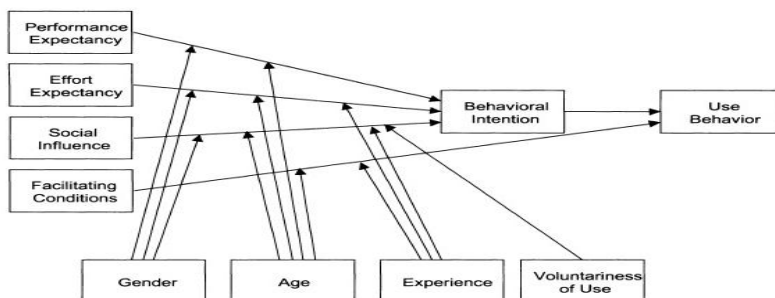 Performance
Expectancy
Effort
Expectancy
Social
Influence
Facilitating
Conditions
Behavioral
Intention
Use
Behavior
Gender
Age
Experience
Voluntariness
of Use